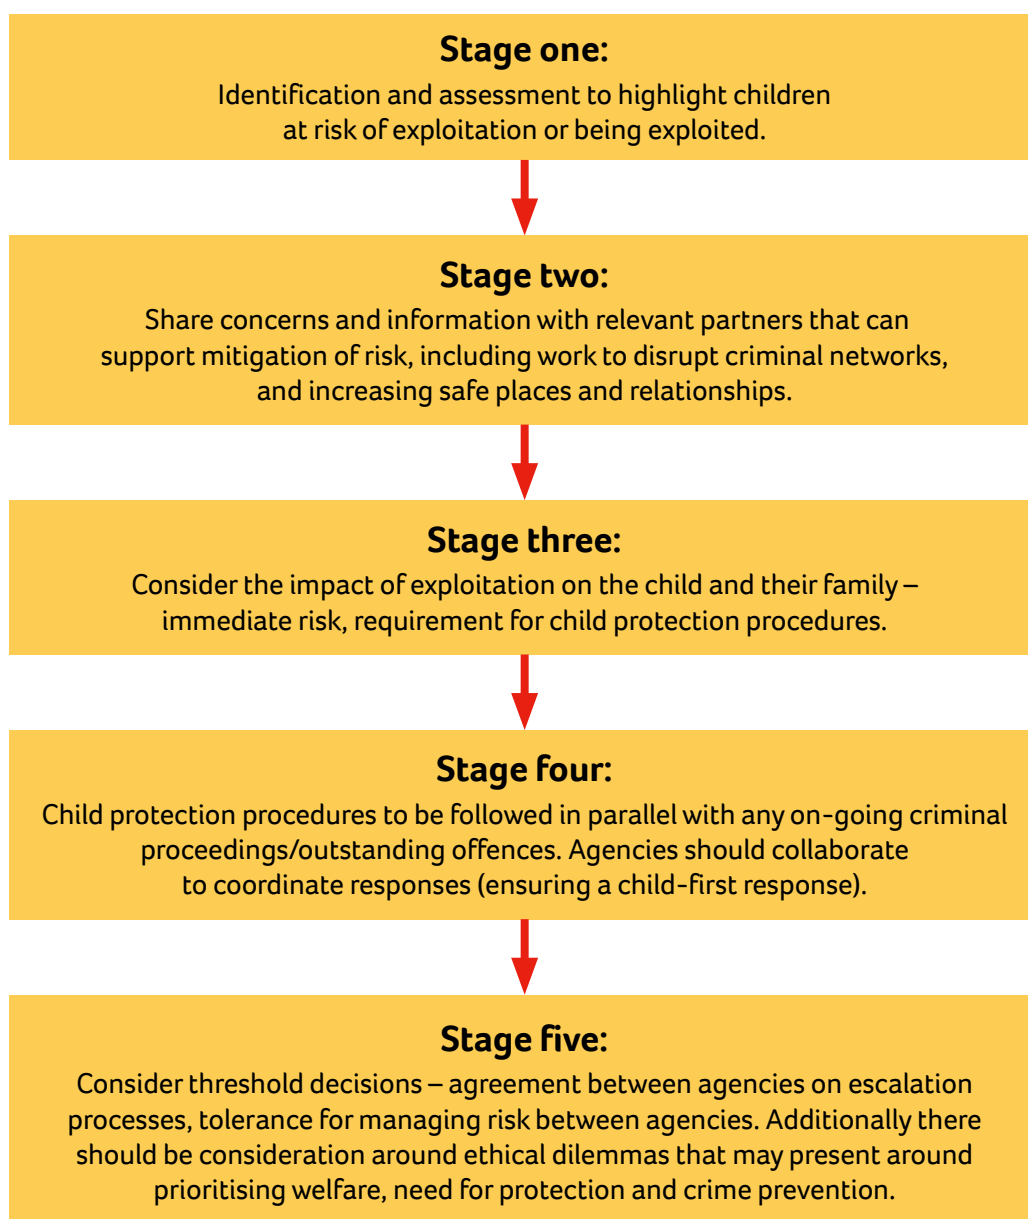 Stage one:
Identification and assessment to highlight children
at risk of exploitation or being exploited.
Stage two:
Share concerns and information with relevant partners that can
support mitigation of risk, including work to disrupt criminal networks,
and increasing safe places and relationships.
Stage three:
Consider the impact of exploitation on the child and their family –
immediate risk, requirement for child protection procedures.
Stage four:
Child protection procedures to be followed in parallel with any on-going criminal
proceedings/outstanding offences. Agencies should collaborate
to coordinate responses (ensuring a child-first response).
Stage five:
Consider threshold decisions – agreement between agencies on escalation
processes, tolerance for managing risk between agencies. Additionally there
should be consideration around ethical dilemmas that may present around
prioritising welfare, need for protection and crime prevention.